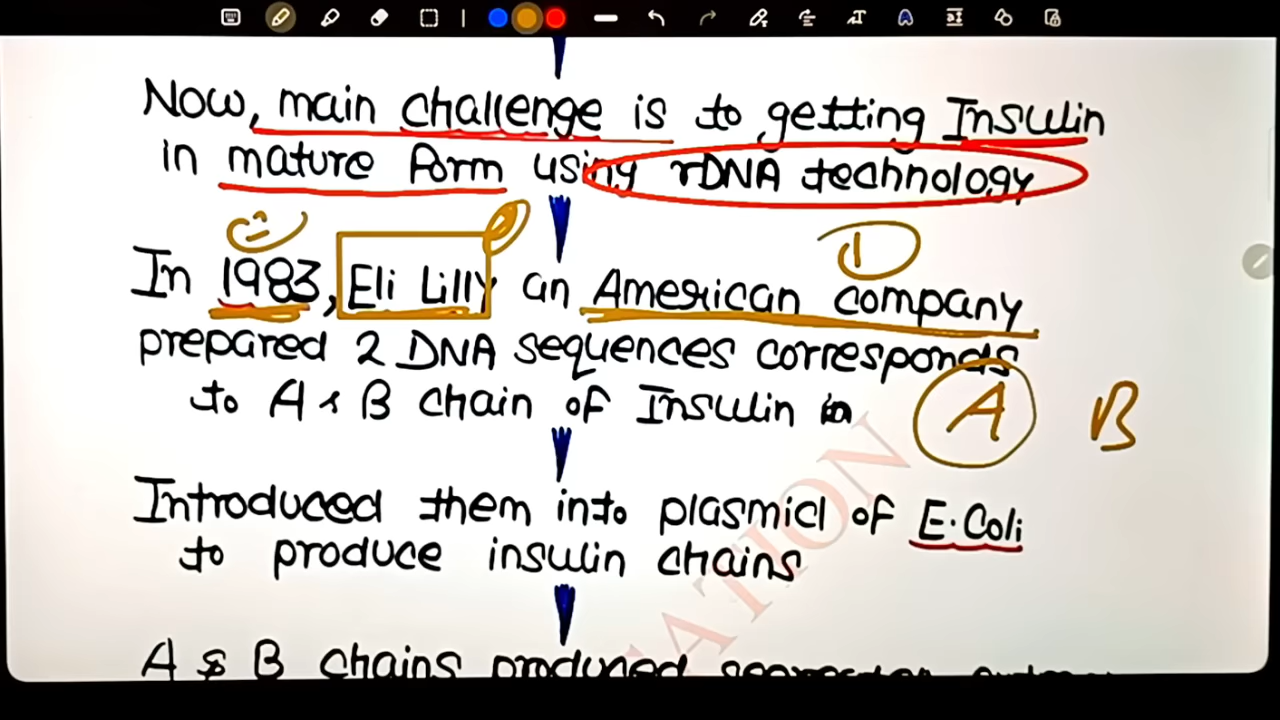 Now, main challenge is to getting Insulin
in mature Form using rDNA technology
1
In 1983, Eli Lilly an American company
prepared 2 DNA sequences corresponds
to A & B chain of Insulin in
A B
Introduced them into plasmid of E.Coli
to produce insulin chains
A & B chains produced